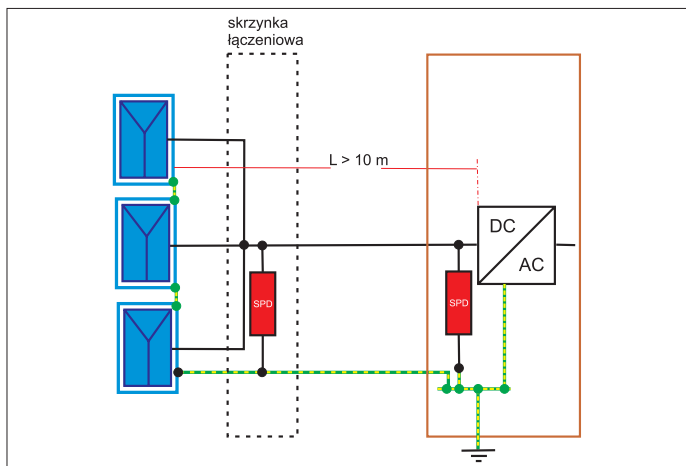 skrzynka
łączeniowa
L > 10 m
DC
AC
SPD
SPD